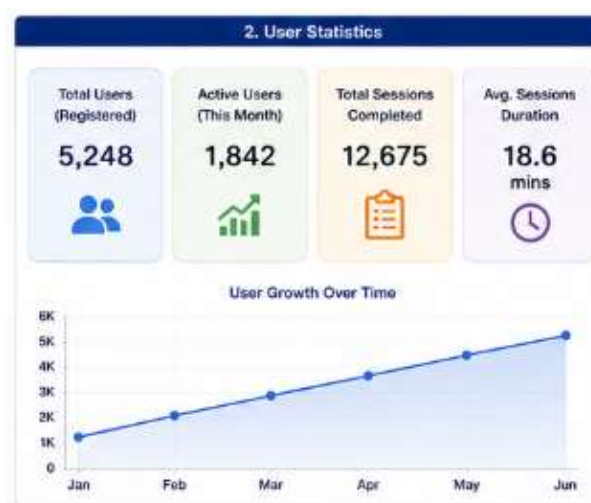 2. User Statistics
Total Users
(Registered)
5,248
Active Users
(This Month)
1,842
Total Sessions
Completed
12,675
Avg. Sessions
Duration
18.6
mins
User Growth Over Time
6K
5K
4K
3K
2K
1K
0
Jan Feb Mar Apr May Jun